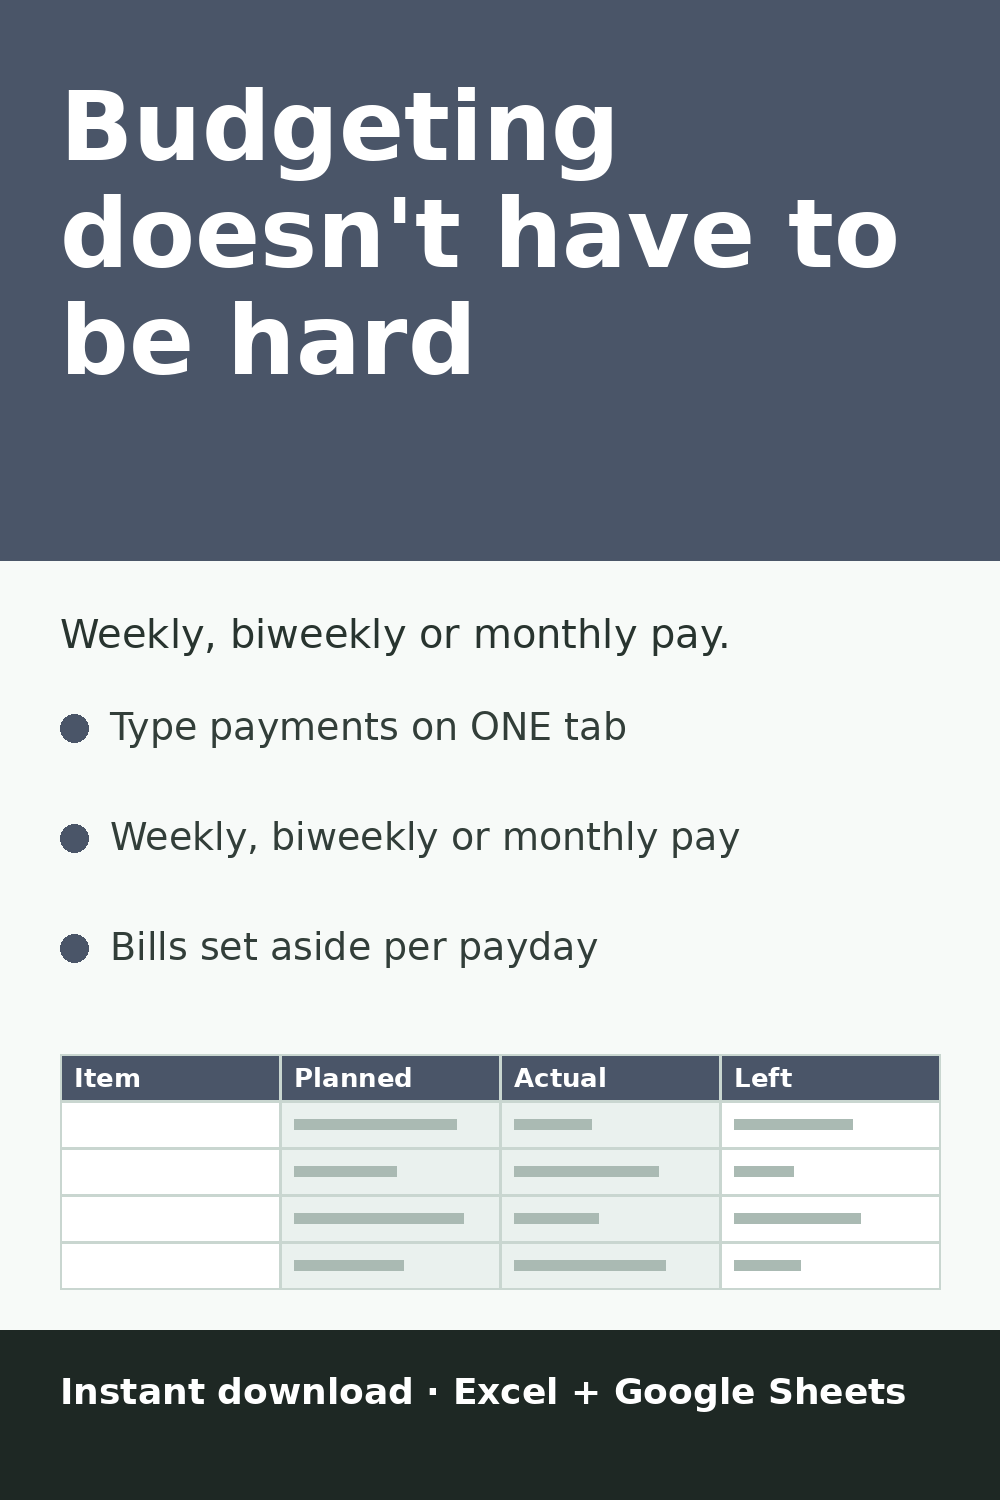 Budgeting
doesn't have to
be hard
Weekly, biweekly or monthly pay.
Type payments on ONE tab
Weekly, biweekly or monthly pay
Bills set aside per payday
Item Planned Actual Left
Instant download · Excel + Google Sheets